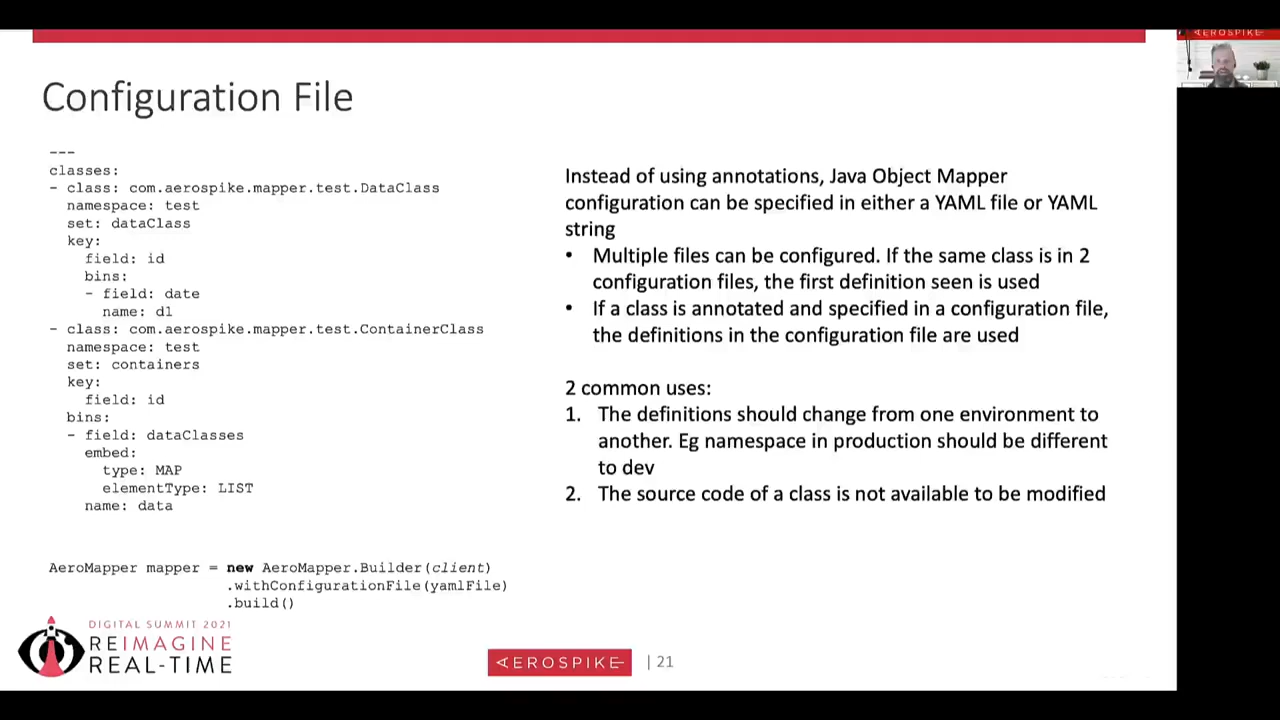 AEROSPIKE
Configuration File
---
classes:
- class: com.aerospike.mapper.test.DataClass
  namespace: test
  set: dataClass
  key:
    field: id
    bins:
    - field: date
      name: d1
- class: com.aerospike.mapper.test.ContainerClass
  namespace: test
  set: containers
  key:
    field: id
  bins:
  - field: dataClasses
    embed:
      type: MAP
      elementType: LIST
    name: data
AeroMapper mapper = new AeroMapper.Builder(client)
                    .withConfigurationFile(yamlFile)
                    .build()
Instead of using annotations, Java Object Mapper
configuration can be specified in either a YAML file or YAML
string
• Multiple files can be configured. If the same class is in 2
configuration files, the first definition seen is used
• If a class is annotated and specified in a configuration file,
the definitions in the configuration file are used
2 common uses:
1. The definitions should change from one environment to
another. Eg namespace in production should be different
to dev
2. The source code of a class is not available to be modified
DIGITAL SUMMIT 2021
REIMAGINE
REAL-TIME
AEROSPIKE
| 21